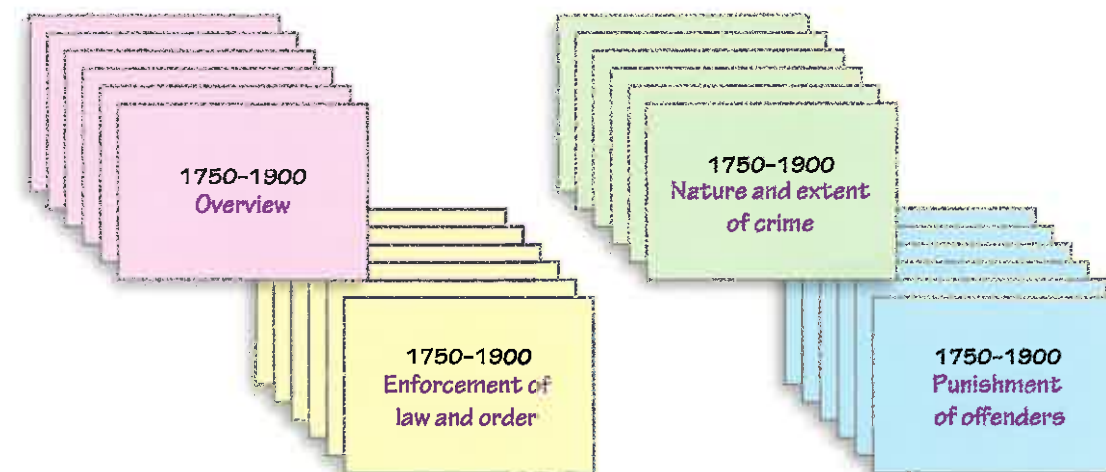 1750-1900
Overview
1750-1900
Nature and extent
of crime
1750-1900
Enforcement of
law and order
1750-1900
Punishment
of offenders